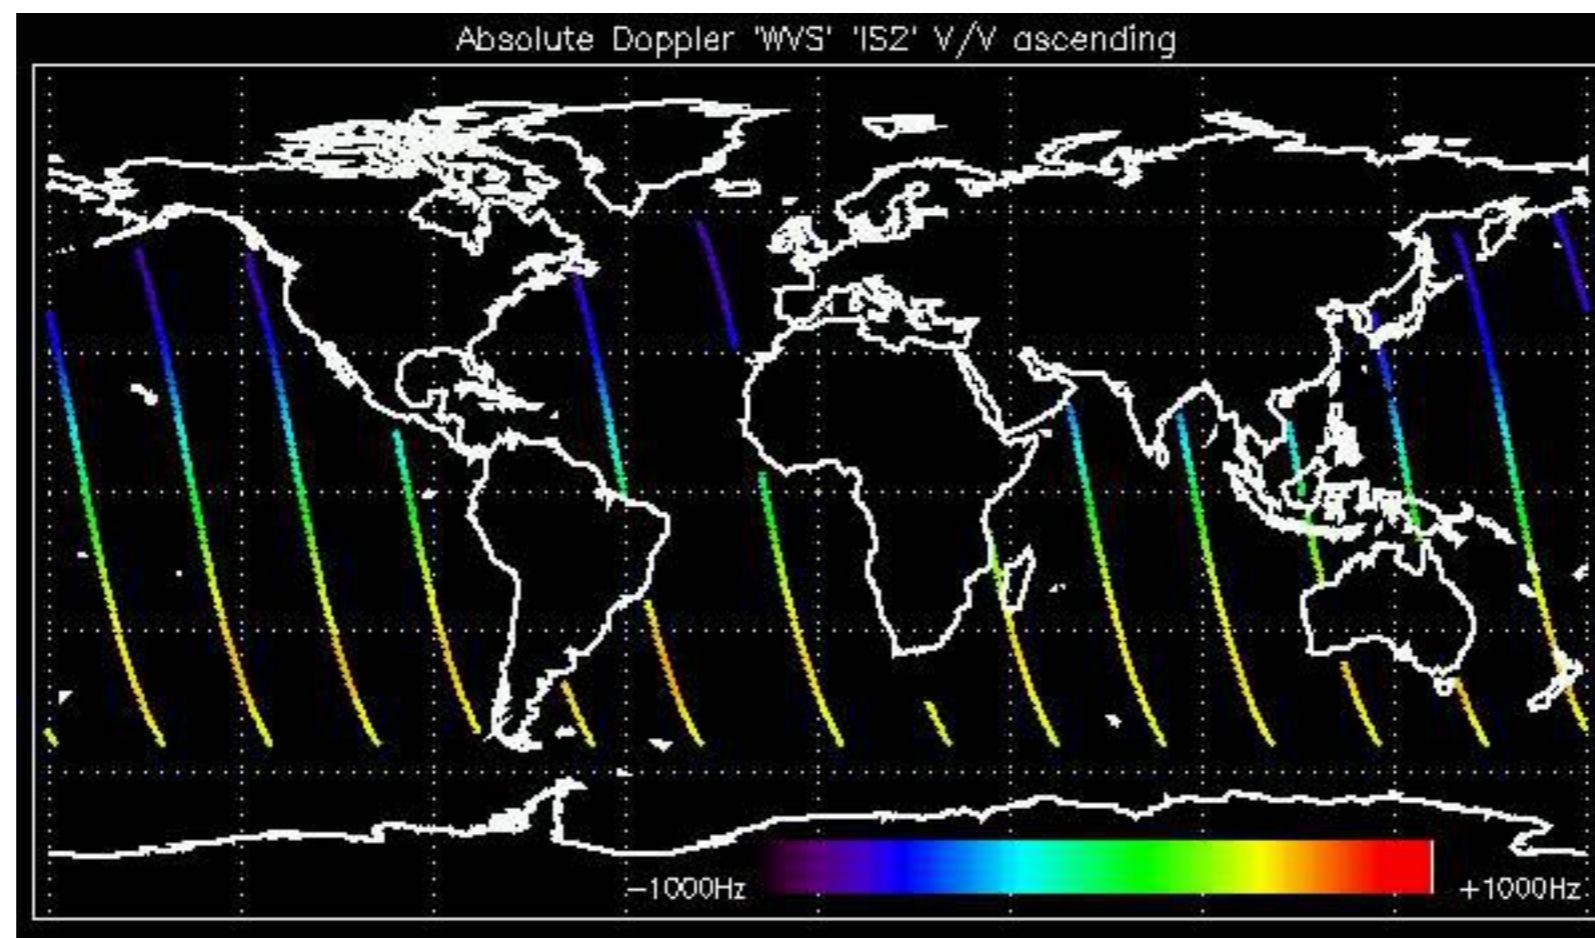 Absolute Doppler 'WVS' 'IS2' V/V ascending
−1000Hz +1000Hz